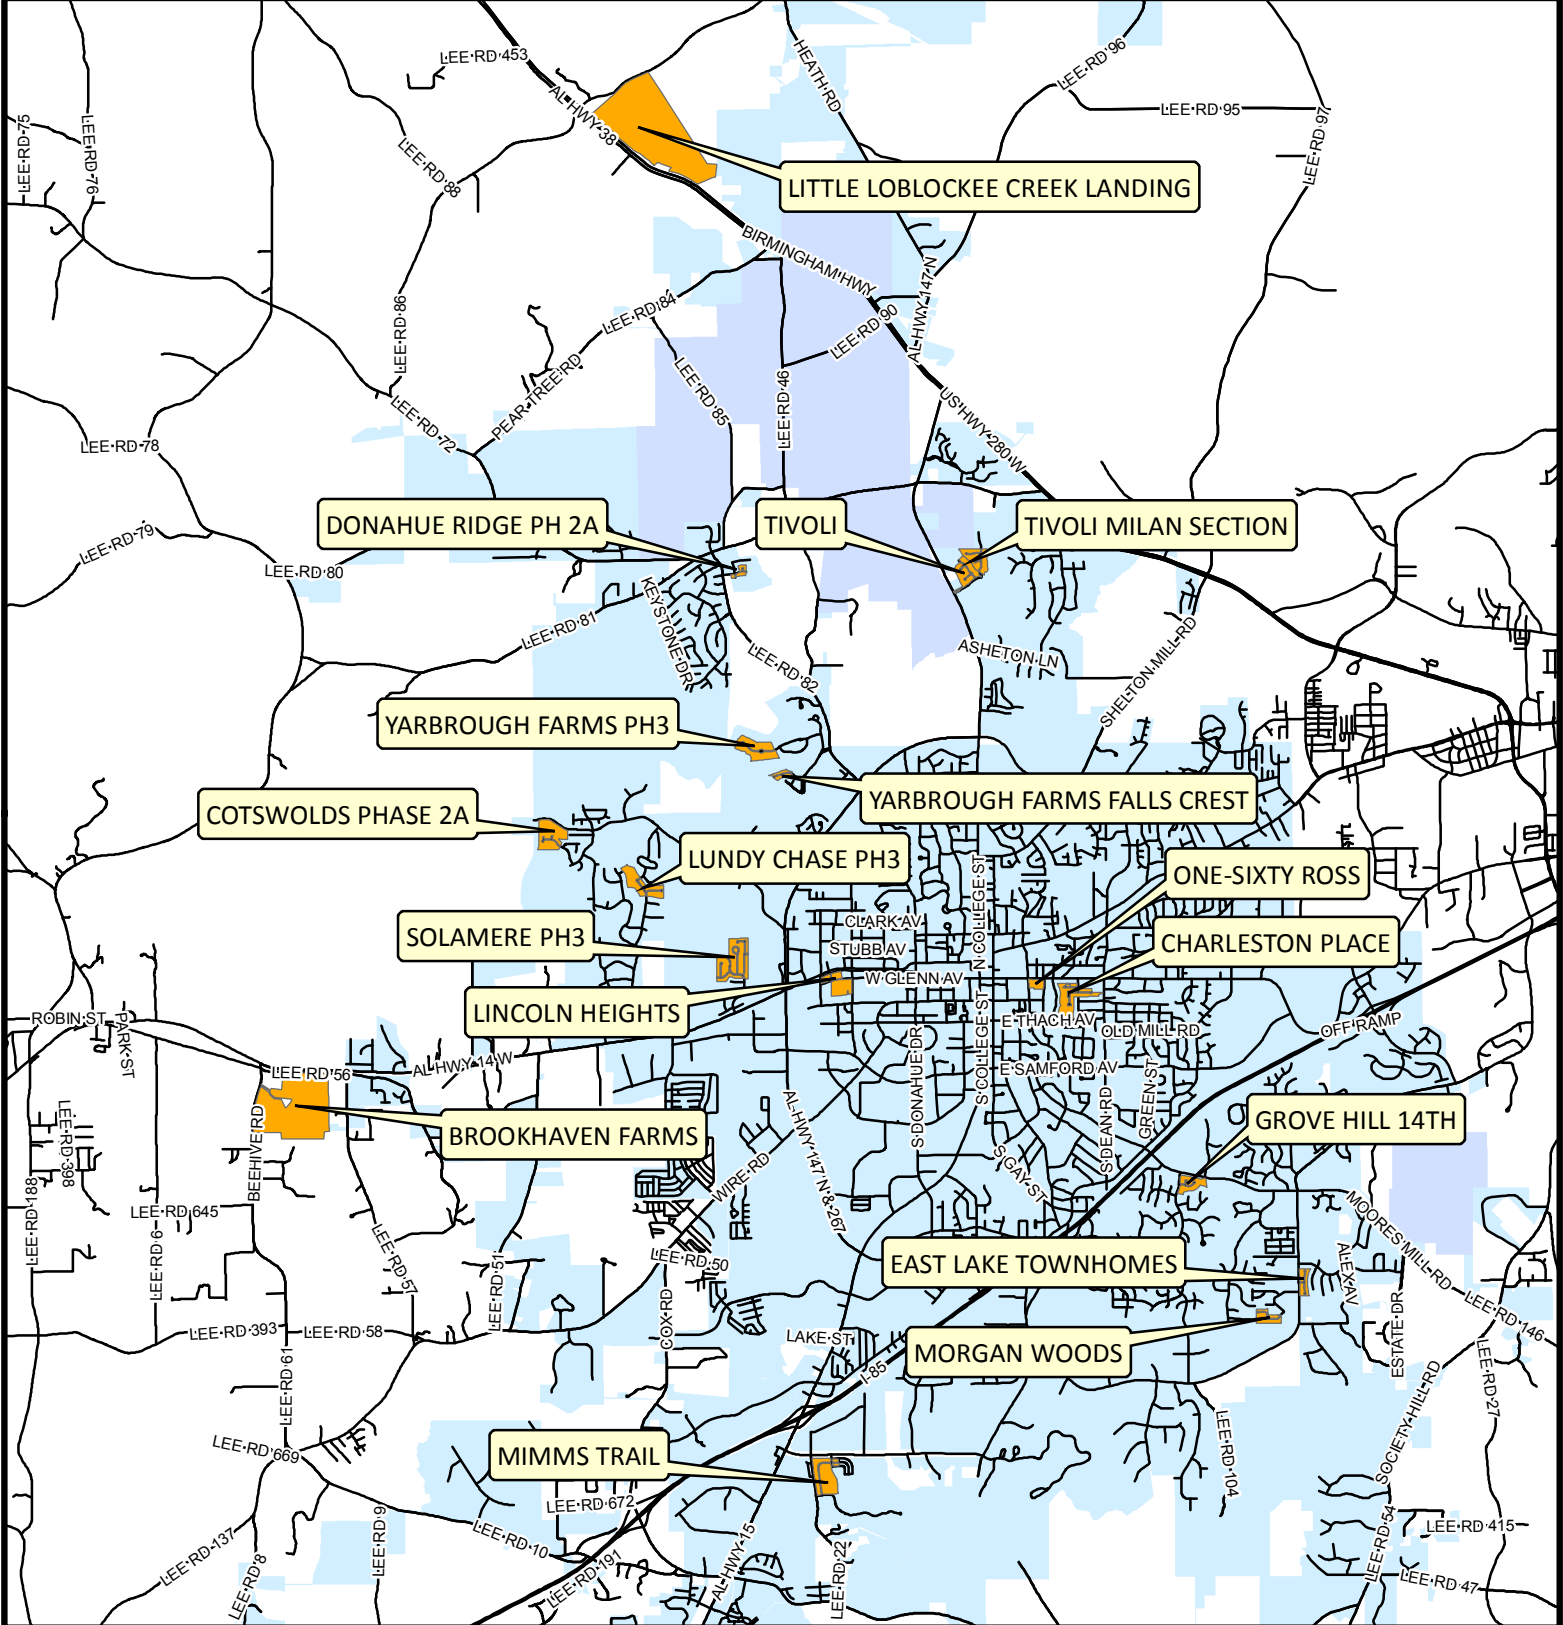 LEE RD 453
HEATH RD
LEE RD 96
AL HWY 38
LEE RD 95
LEE RD 75
LEE RD 76
LEE RD 88
LEE RD 97
LITTLE LOBLOCKEE CREEK LANDING
BIRMINGHAM HWY
AL HWY 147 N
LEE RD 86
LEE RD 84
LEE RD 90
PEAR TREE RD
LEE RD 85
LEE RD 46
LEE RD 72
US HWY 280 W
LEE RD 78
DONAHUE RIDGE PH 2A
TIVOLI
TIVOLI MILAN SECTION
LEE RD 79
LEE RD 80
KEYSTONE DR
LEE RD 81
LEE RD 82
ASHETON LN
SHELTON MILL RD
YARBROUGH FARMS PH3
YARBROUGH FARMS FALLS CREST
COTSWOLDS PHASE 2A
LUNDY CHASE PH3
ONE-SIXTY ROSS
N COLLEGE ST
CLARK AV
SOLAMERE PH3
STUBB AV
CHARLESTON PLACE
W GLENN AV
LINCOLN HEIGHTS
ROBIN ST
PARK ST
E THACH AV
OLD MILL RD
OFF RAMP
S COLLEGE ST
S DONAHUE DR
AL HWY 14 W
LEE RD 56
E SAMFORD AV
GREEN ST
S DEAN RD
BEEHIVE RD
BROOKHAVEN FARMS
AL HWY 147 N & 267
GROVE HILL 14TH
LEE RD 398
LEE RD 188
WIRE RD
S GAY ST
LEE RD 645
LEE RD 61
LEE RD 57
LEE RD 51
LEE RD 50
MOORES MILL RD
EAST LAKE TOWNHOMES
ALEX AV
LEE RD 146
LEE RD 393
LEE RD 58
COX RD
LAKE ST
MORGAN WOODS
ESTATE DR
I-85
LEE RD 61
LEE RD 27
SOCIETY HILL RD
LEE RD 669
MIMMS TRAIL
LEE RD 104
LEE RD 672
LEE RD 137
LEE RD 8
LEE RD 9
LEE RD 10
LEE RD 191
AL HWY 15
LEE RD 22
LEE RD 54
LEE RD 415
LEE RD 47